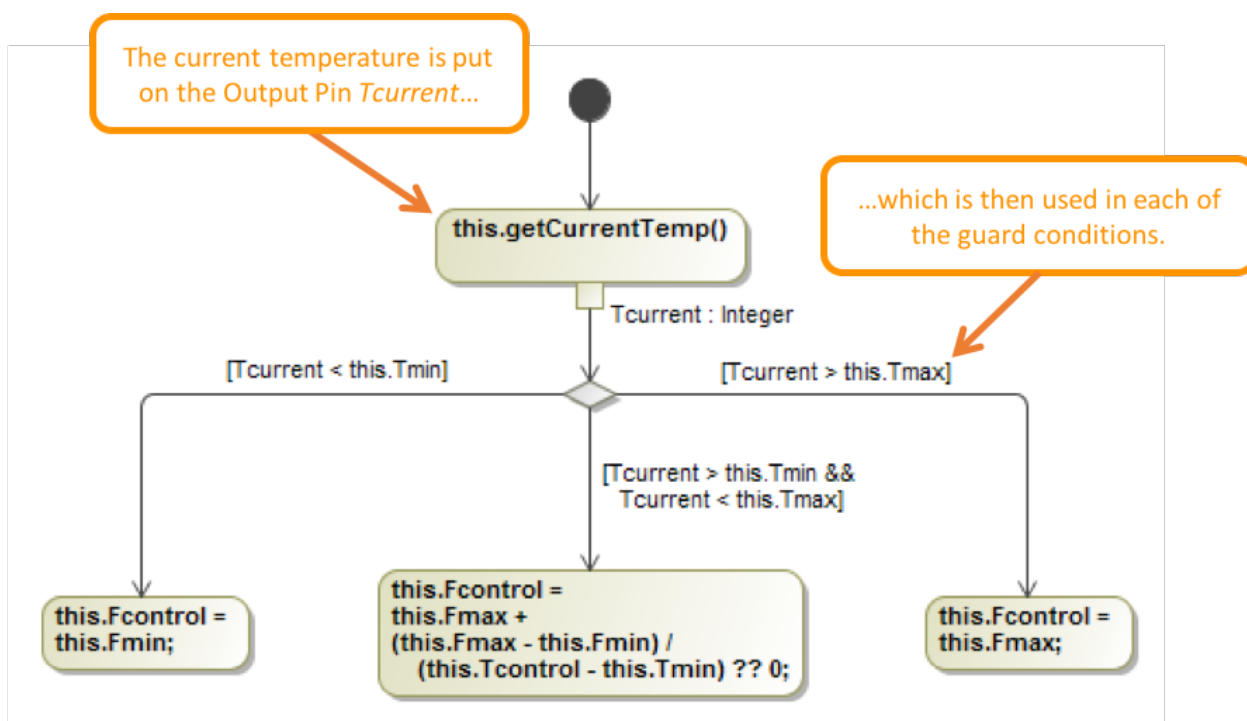 The current temperature is put
on the Output Pin Tcurrent...
this.getCurrentTemp()
...which is then used in each of
the guard conditions.
Tcurrent : Integer
[Tcurrent < this.Tmin]
[Tcurrent > this.Tmax]
[Tcurrent > this.Tmin &&
Tcurrent < this.Tmax]
this.Fcontrol =
this.Fmin;
this.Fcontrol =
this.Fmax +
(this.Fmax - this.Fmin) /
(this.Tcontrol - this.Tmin) ?? 0;
this.Fcontrol =
this.Fmax;